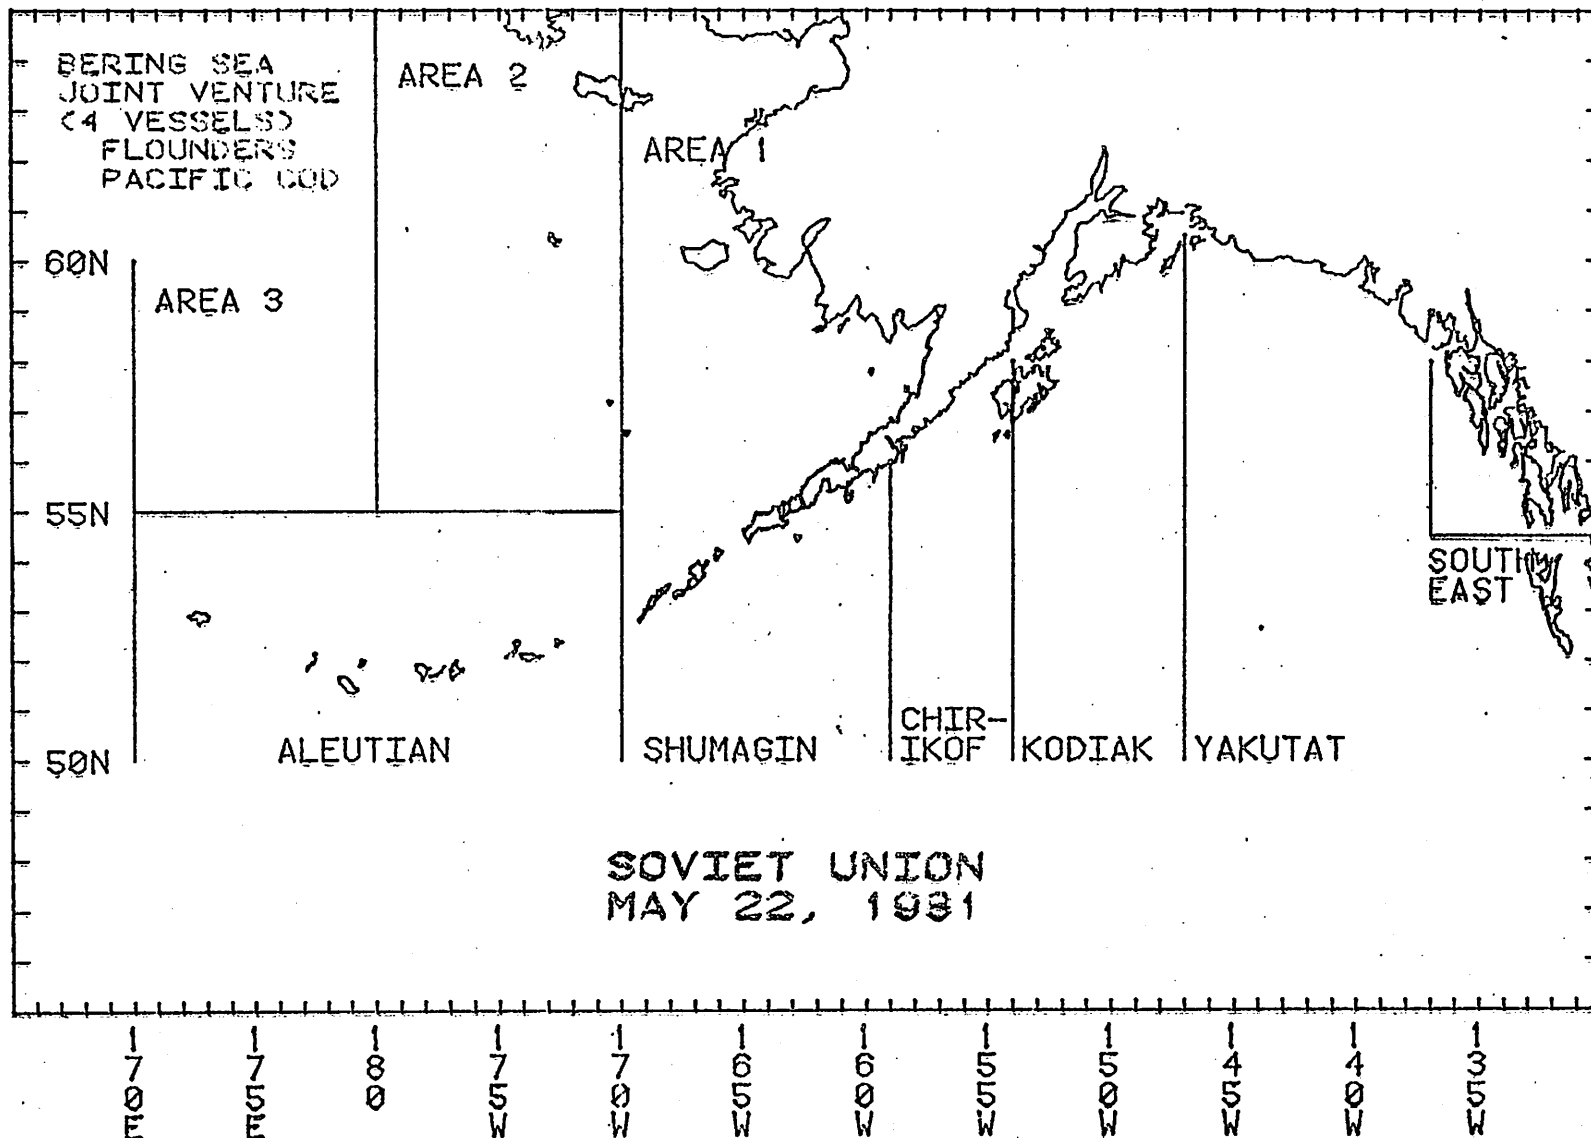 BERING SEA
JOINT VENTURE
(4 VESSELS)
FLOUNDERS
PACIFIC COD
AREA 2
AREA 1
60N
AREA 3
55N
SOUTH
EAST
CHIR-
IKOF
50N
ALEUTIAN
SHUMAGIN
KODIAK
YAKUTAT
SOVIET UNION
MAY 22, 1981
170E
175E
180
175W
170W
165W
160W
155W
150W
145W
140W
135W